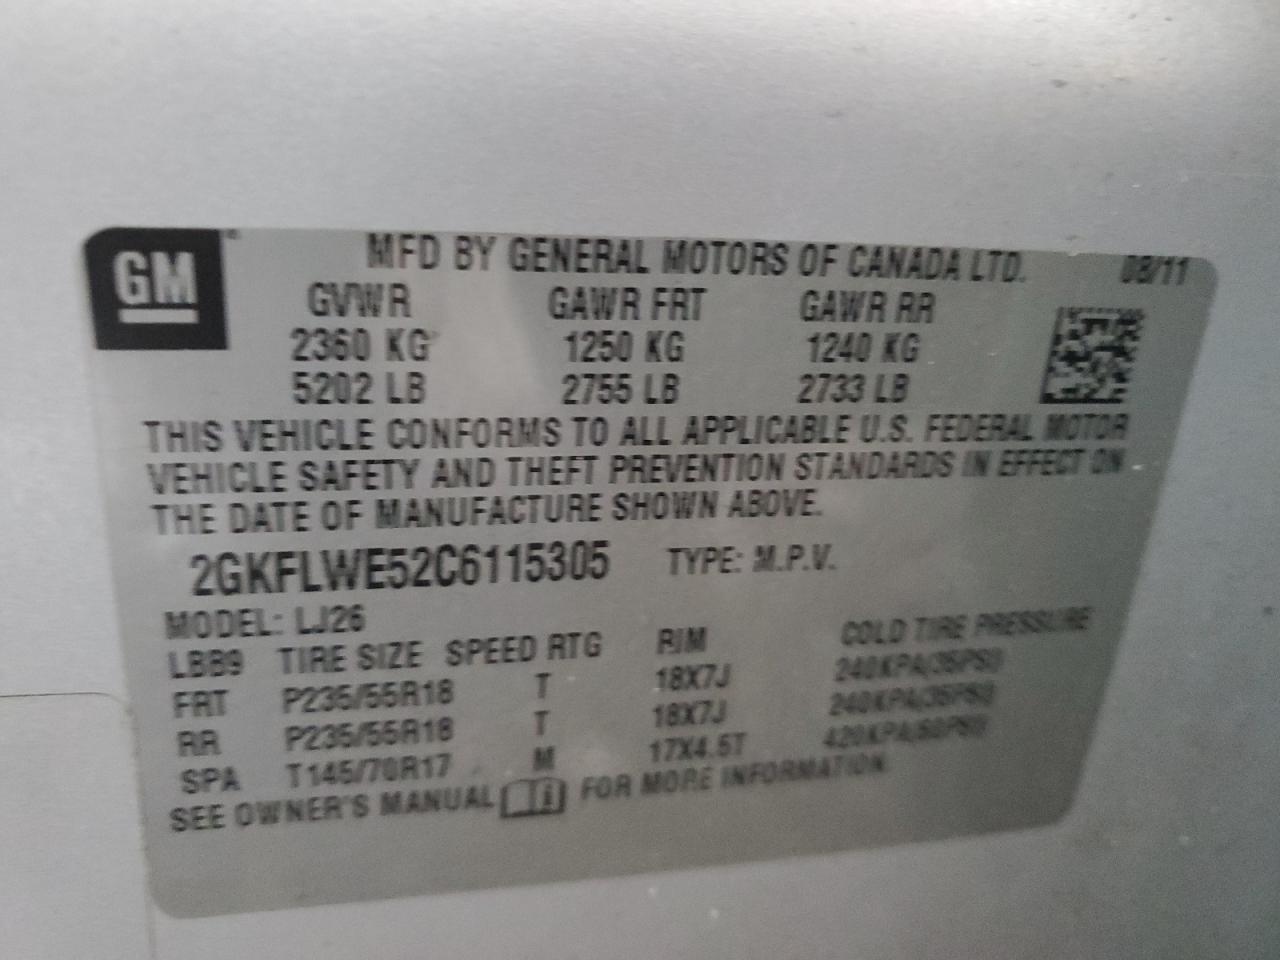 GM
MFD BY GENERAL MOTORS OF CANADA LTD. 08/11
GVWR GAWR FRT GAWR RR
2360 KG 1250 KG 1240 KG
5202 LB 2755 LB 2733 LB
THIS VEHICLE CONFORMS TO ALL APPLICABLE U.S. FEDERAL MOTOR
VEHICLE SAFETY AND THEFT PREVENTION STANDARDS IN EFFECT ON
THE DATE OF MANUFACTURE SHOWN ABOVE.
2GKFLWE52C6115305 TYPE: M.P.V.
MODEL: LJ26
LBB9 TIRE SIZE SPEED RTG RIM COLD TIRE PRESSURE
FRT P235/55R18 T 18X7J 240KPA(35PSI)
RR P235/55R18 T 18X7J 240KPA(35PSI)
SPA T145/70R17 M 17X4.5T 420KPA(60PSI)
SEE OWNER'S MANUAL FOR MORE INFORMATION.